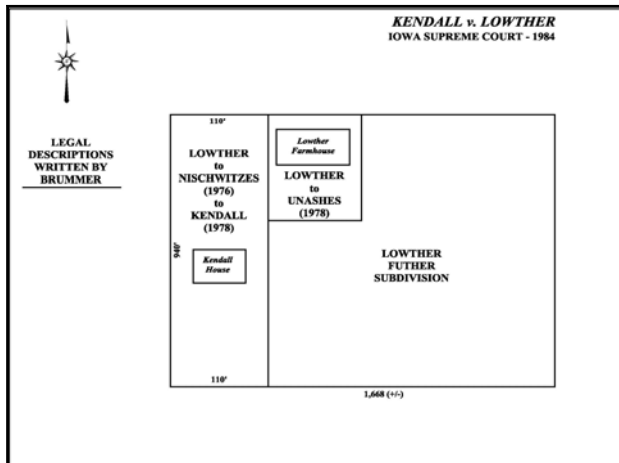 KENDALL v. LOWTHER
IOWA SUPREME COURT - 1984
LEGAL
DESCRIPTIONS
WRITTEN BY
BRUMMER
110'
LOWTHER
to
NISCHWITZES
(1976)
to
KENDALL
(1978)
940'
Kendall
House
110'
Lowther
Farmhouse
LOWTHER
to
UNASHES
(1978)
LOWTHER
FUTHER
SUBDIVISION
1,668 (+/-)